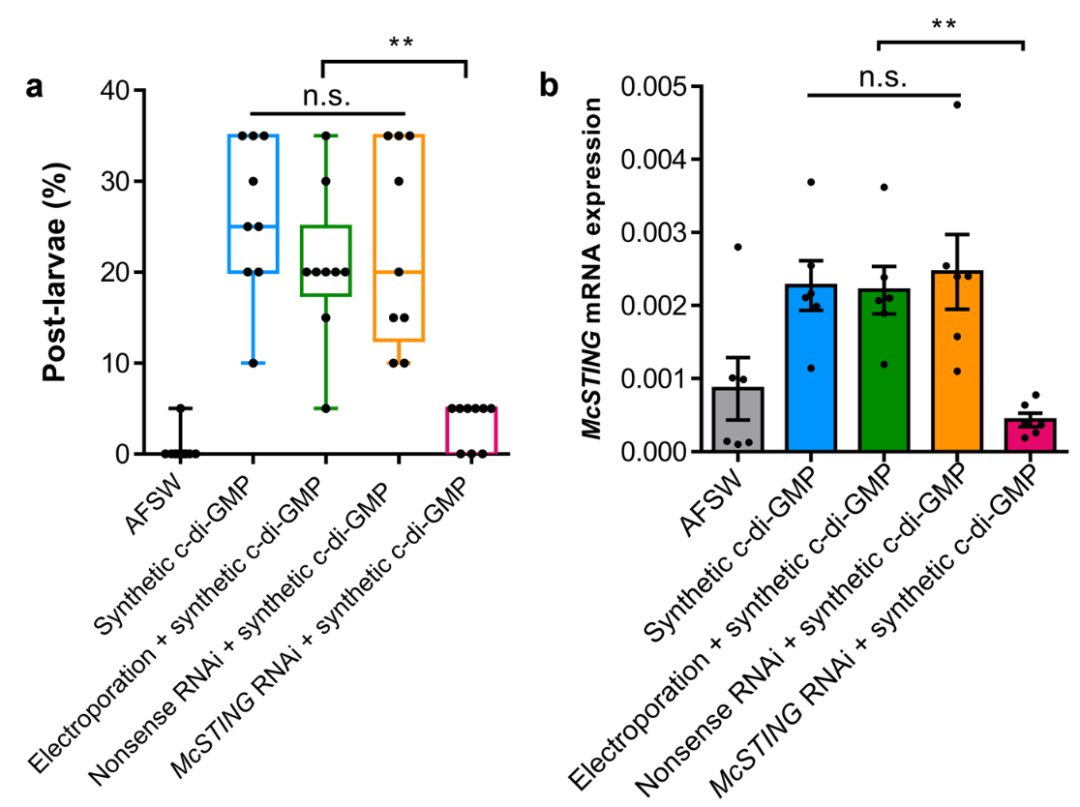 a
**
n.s.
Post-larvae (%)
40
30
20
10
0
AFSW
Synthetic c-di-GMP
Electroporation + synthetic c-di-GMP
Nonsense RNAi + synthetic c-di-GMP
McSTING RNAi + synthetic c-di-GMP
b
**
n.s.
McSTING mRNA expression
0.005
0.004
0.003
0.002
0.001
0.000
AFSW
Synthetic c-di-GMP
Electroporation + synthetic c-di-GMP
Nonsense RNAi + synthetic c-di-GMP
McSTING RNAi + synthetic c-di-GMP